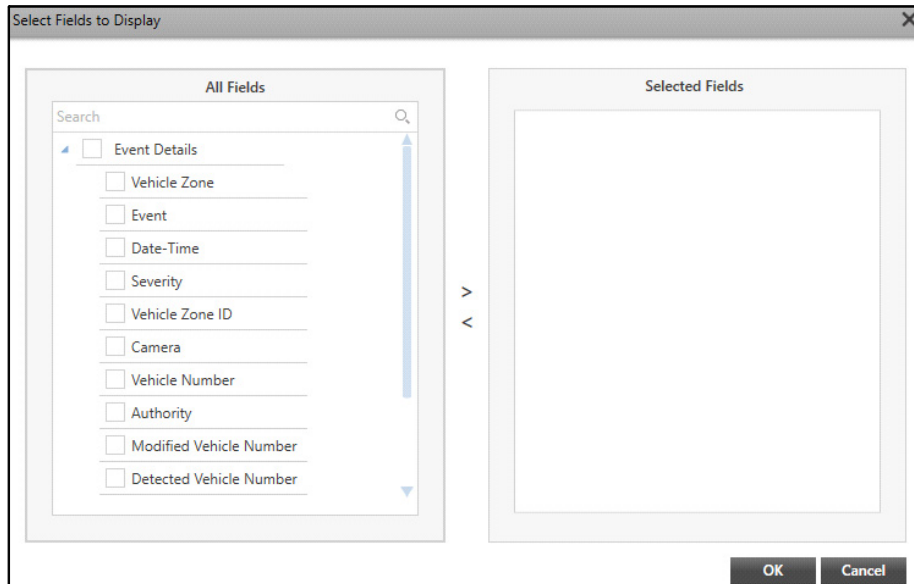 Select Fields to Display
All Fields
Search
Event Details
Vehicle Zone
Event
Date-Time
Severity
Vehicle Zone ID
Camera
Vehicle Number
Authority
Modified Vehicle Number
Detected Vehicle Number
>
<
Selected Fields
OK Cancel